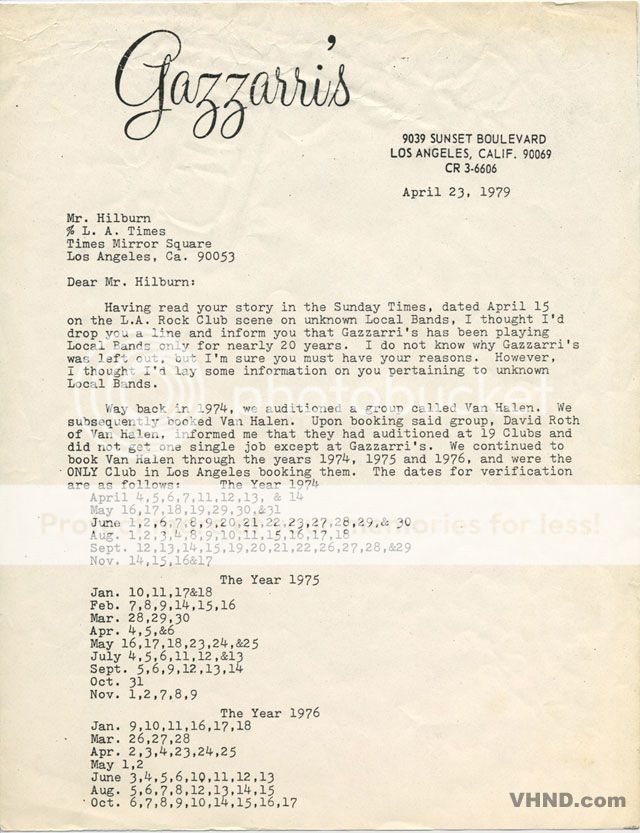 Gazzarri's
9039 SUNSET BOULEVARD
LOS ANGELES, CALIF. 90069
CR 3-6606
April 23, 1979
Mr. Hilburn
% L. A. Times
Times Mirror Square
Los Angeles, Ca. 90053
Dear Mr. Hilburn:
Having read your story in the Sunday Times, dated April 15
on the L.A. Rock Club scene on unknown Local Bands, I thought I'd
drop you a line and inform you that Gazzarri's has been playing
Local Bands only for nearly 20 years. I do not know why Gazzarri's
was left out, but I'm sure you must have your reasons. However,
I thought I'd lay some information on you pertaining to unknown
Local Bands.
Way back in 1974, we auditioned a group called Van Halen. We
subsequently booked Van Halen. Upon booking said group, David Roth
of Van Halen, informed me that they had auditioned at 19 Clubs and
did not get one single job except at Gazzarri's. We continued to
book Van Halen through the years 1974, 1975 and 1976, and were the
ONLY Club in Los Angeles booking them. The dates for verification
are as follows: The Year 1974
April 4,5,6,7,11,12,13, & 14
May 16,17,18,19,29,30,&31
June 1,2,6,7,8,9,20,21,22,23,27,28,29,& 30
Aug. 1,2,3,4,8,9,10,11,15,16,17,18
Sept. 12,13,14,15,19,20,21,22,26,27,28,&29
Nov. 14,15,16&17
The Year 1975
Jan. 10,11,17&18
Feb. 7,8,9,14,15,16
Mar. 28,29,30
Apr. 4,5,&6
May 16,17,18,23,24,&25
July 4,5,6,11,12,&13
Sept. 5,6,9,12,13,14
Oct. 31
Nov. 1,2,7,8,9
The Year 1976
Jan. 9,10,11,16,17,18
Mar. 26,27,28
Apr. 2,3,4,23,24,25
May 1,2
June 3,4,5,6,10,11,12,13
Aug. 5,6,7,8,12,13,14,15
Oct. 6,7,8,9,10,14,15,16,17
VHND.com
photobucket
memories for less!